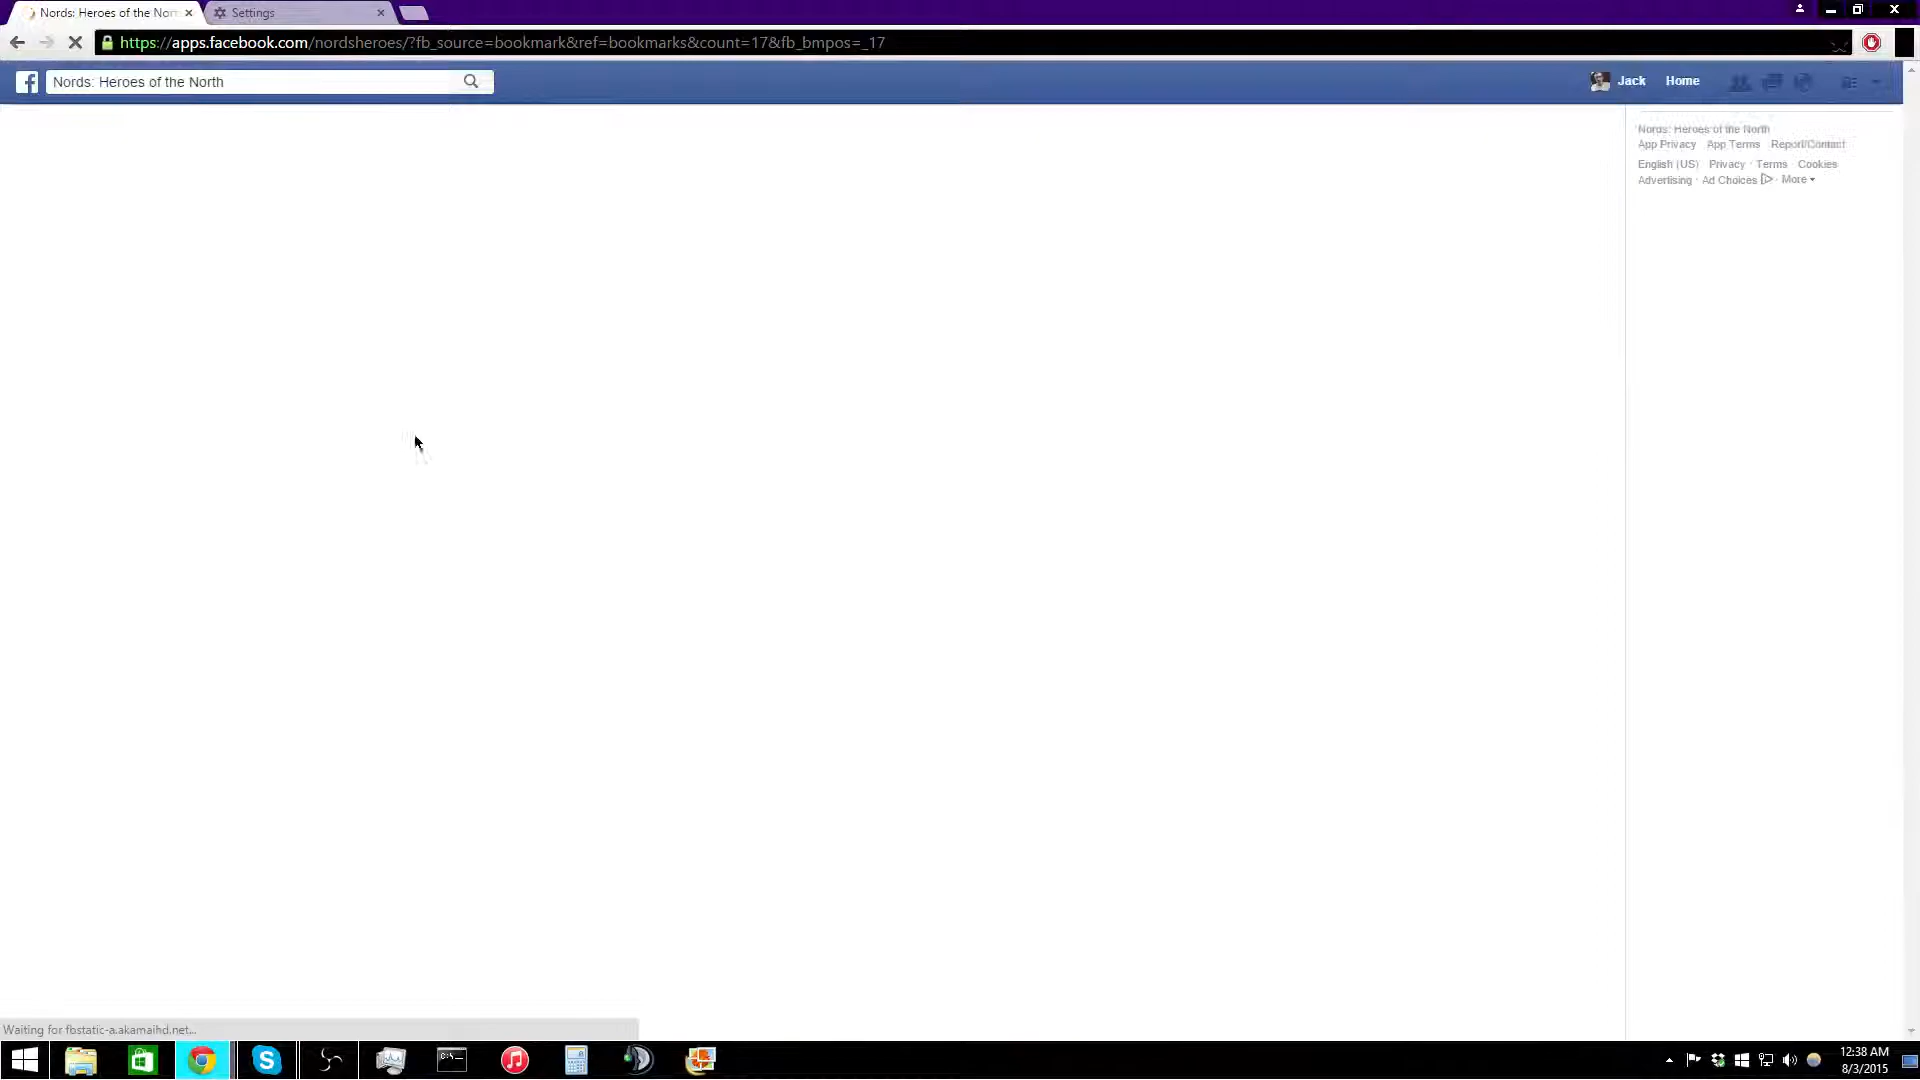 Nords: Heroes of the Nor
Settings
https://apps.facebook.com/nordsheroes/?fb_source=bookmark&ref=bookmarks&count=17&fb_bmpos=_17
Nords: Heroes of the North
Jack Home
Nords: Heroes of the North
App Privacy App Terms Report/Contact
English (US) Privacy · Terms Cookies
Advertising · Ad Choices · More
Waiting for fbstatic-a.akamaihd.net...
12:38 AM
8/3/2015